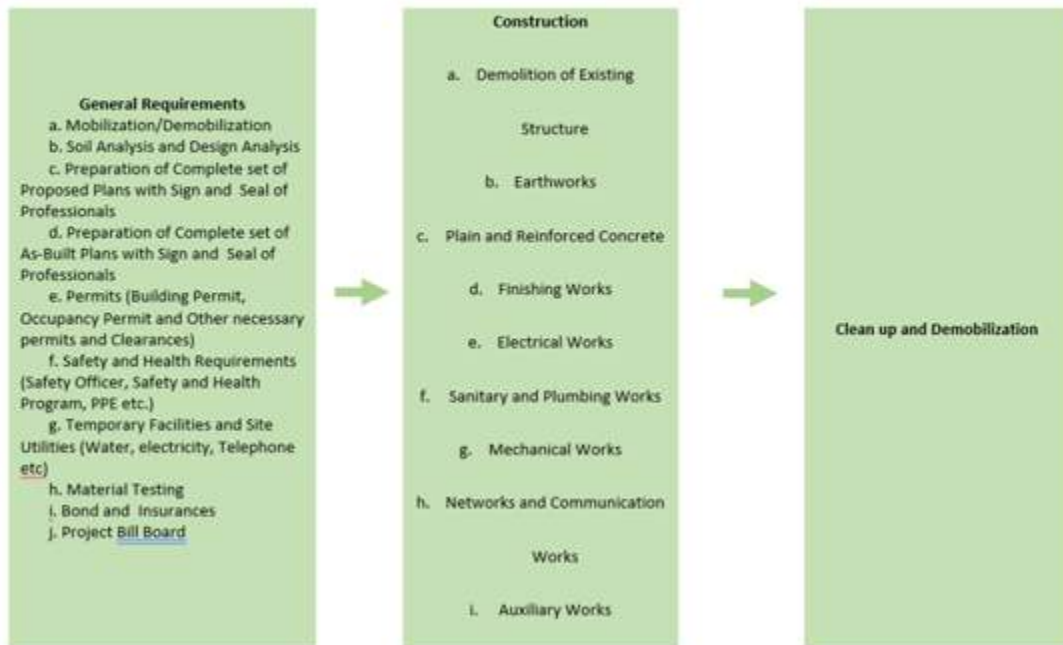 General Requirements
a. Mobilization/Demobilization
b. Soil Analysis and Design Analysis
c. Preparation of Complete set of
Proposed Plans with Sign and Seal of
Professionals
d. Preparation of Complete set of
As-Built Plans with Sign and Seal of
Professionals
e. Permits (Building Permit,
Occupancy Permit and Other necessary
permits and Clearances)
f. Safety and Health Requirements
(Safety Officer, Safety and Health
Program, PPE etc.)
g. Temporary Facilities and Site
Utilities (Water, electricity, Telephone
etc)
h. Material Testing
i. Bond and Insurances
j. Project Bill Board
Construction
a. Demolition of Existing
Structure
b. Earthworks
c. Plain and Reinforced Concrete
d. Finishing Works
e. Electrical Works
f. Sanitary and Plumbing Works
g. Mechanical Works
h. Networks and Communication
Works
i. Auxiliary Works
Clean up and Demobilization